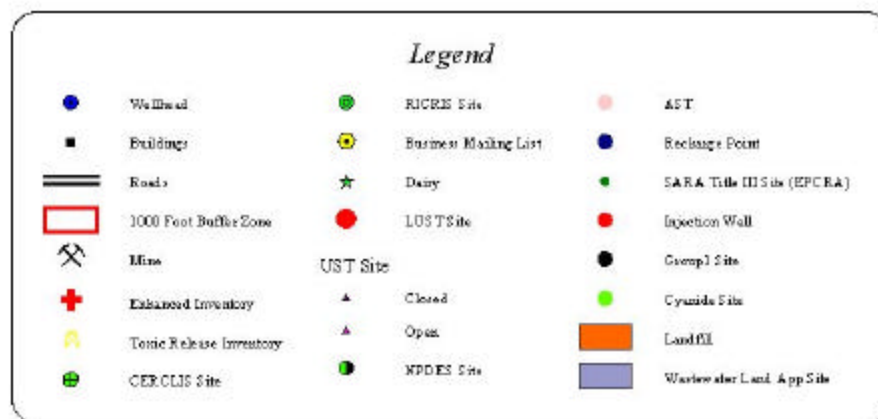 Legend
Wellhead
Buildings
Roads
1000 Foot Buffer Zone
Mine
Enhanced Inventory
Toxic Release Inventory
CERCLIS Site
RICRIS Site
Business Mailing List
Dairy
LUST Site
UST Site
Closed
Open
NPDES Site
AST
Recharge Point
SARA Title III Site (EPCRA)
Injection Well
Group1 Site
Cyanide Site
Landfill
Wastewater Land App Site